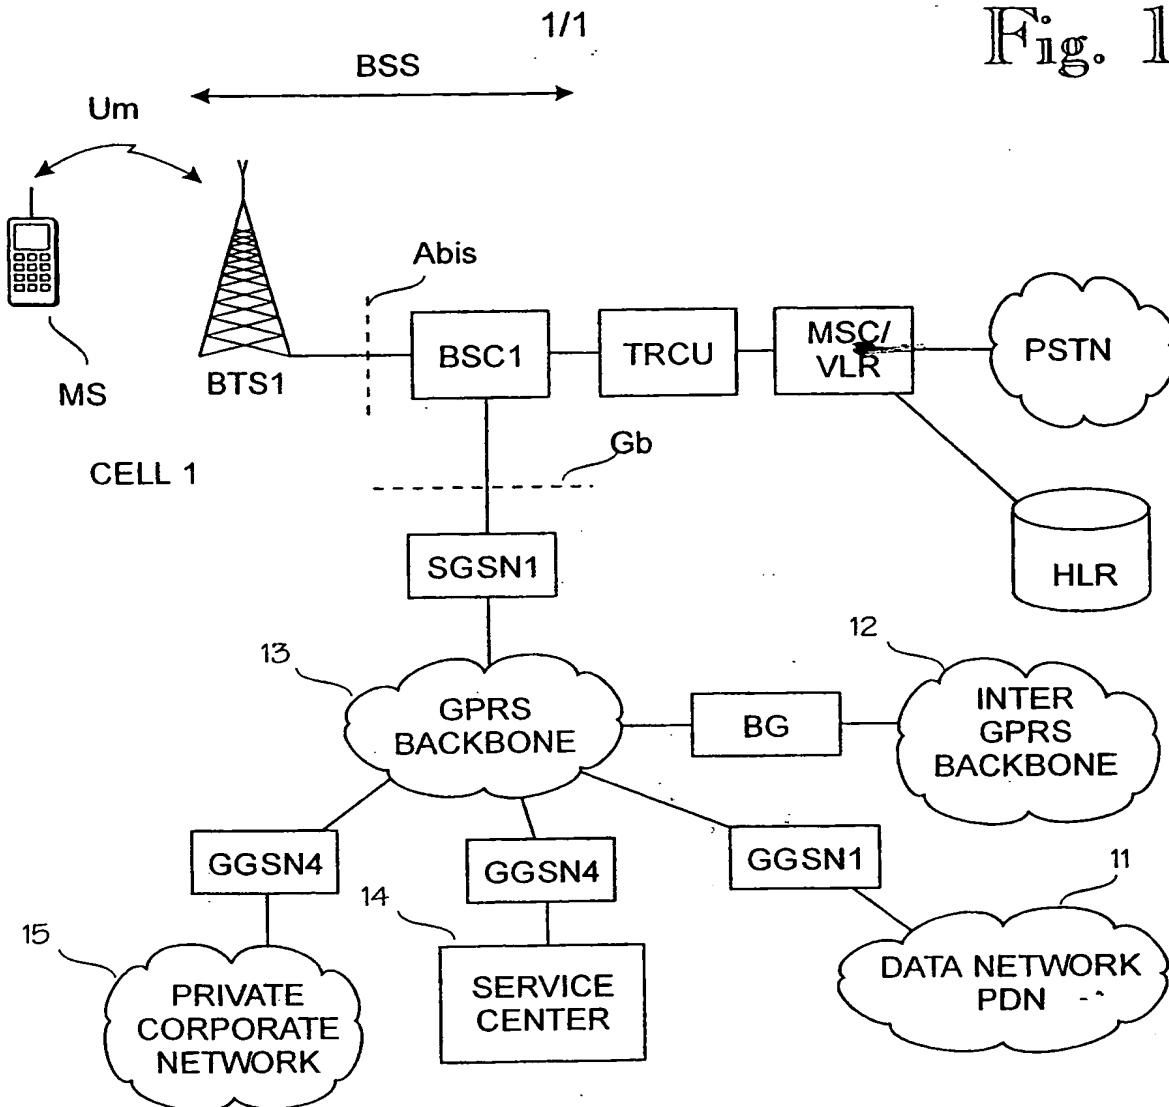 1/1
Fig. 1
BSS
Um
Abis
MS
BTS1
BSC1
TRCU
MSC/
VLR
PSTN
CELL 1
Gb
SGSN1
HLR
13
12
GPRS
BACKBONE
BG
INTER
GPRS
BACKBONE
GGSN4
GGSN4
GGSN1
11
15
14
PRIVATE
CORPORATE
NETWORK
SERVICE
CENTER
DATA NETWORK
PDN